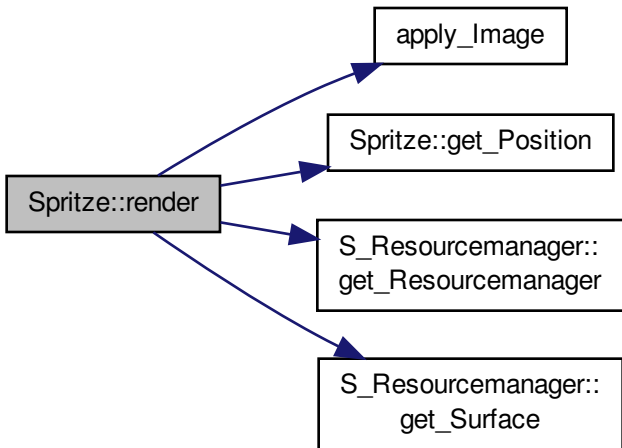 apply_Image
Spritze::get_Position
Spritze::render
S_Resourcemanager::
get_Resourcemanager
S_Resourcemanager::
get_Surface